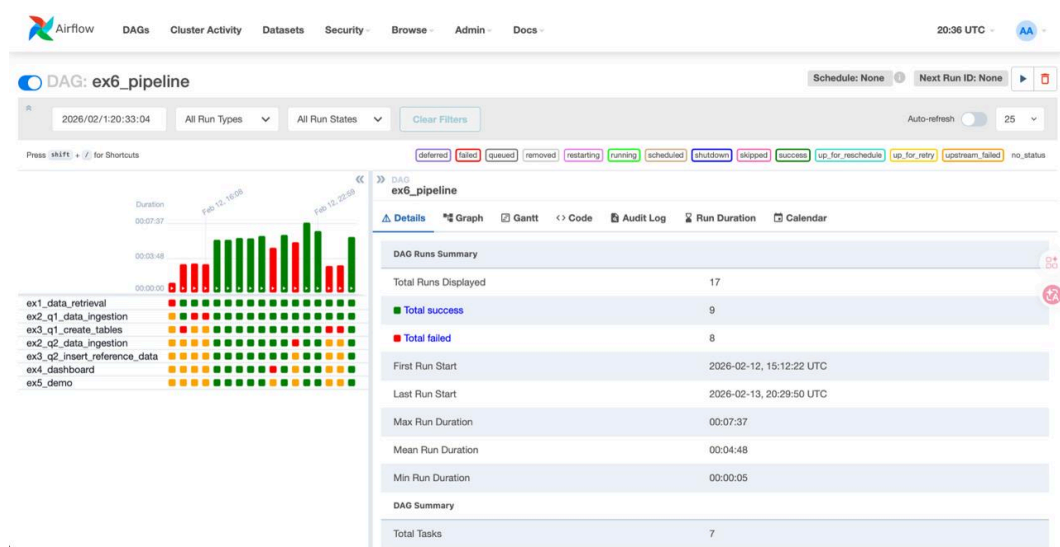 Airflow DAGs Cluster Activity Datasets Security Browse Admin Docs 20:36 UTC AA
DAG: ex6_pipeline Schedule: None Next Run ID: None
2026/02/1:20:33:04 All Run Types All Run States Clear Filters Auto-refresh 25
Press shift + / for Shortcuts deferred failed queued removed restarting running scheduled shutdown skipped success up_for_reschedule up_for_retry upstream_failed no_status
DAG
ex6_pipeline
Duration
Feb 12, 16:08
Feb 12, 22:59
00:07:37
00:03:48
00:00:00
ex1_data_retrieval
ex2_q1_data_ingestion
ex3_q1_create_tables
ex2_q2_data_ingestion
ex3_q2_insert_reference_data
ex4_dashboard
ex5_demo
Details Graph Gantt Code Audit Log Run Duration Calendar
DAG Runs Summary
Total Runs Displayed 17
Total success 9
Total failed 8
First Run Start 2026-02-12, 15:12:22 UTC
Last Run Start 2026-02-13, 20:29:50 UTC
Max Run Duration 00:07:37
Mean Run Duration 00:04:48
Min Run Duration 00:00:05
DAG Summary
Total Tasks 7